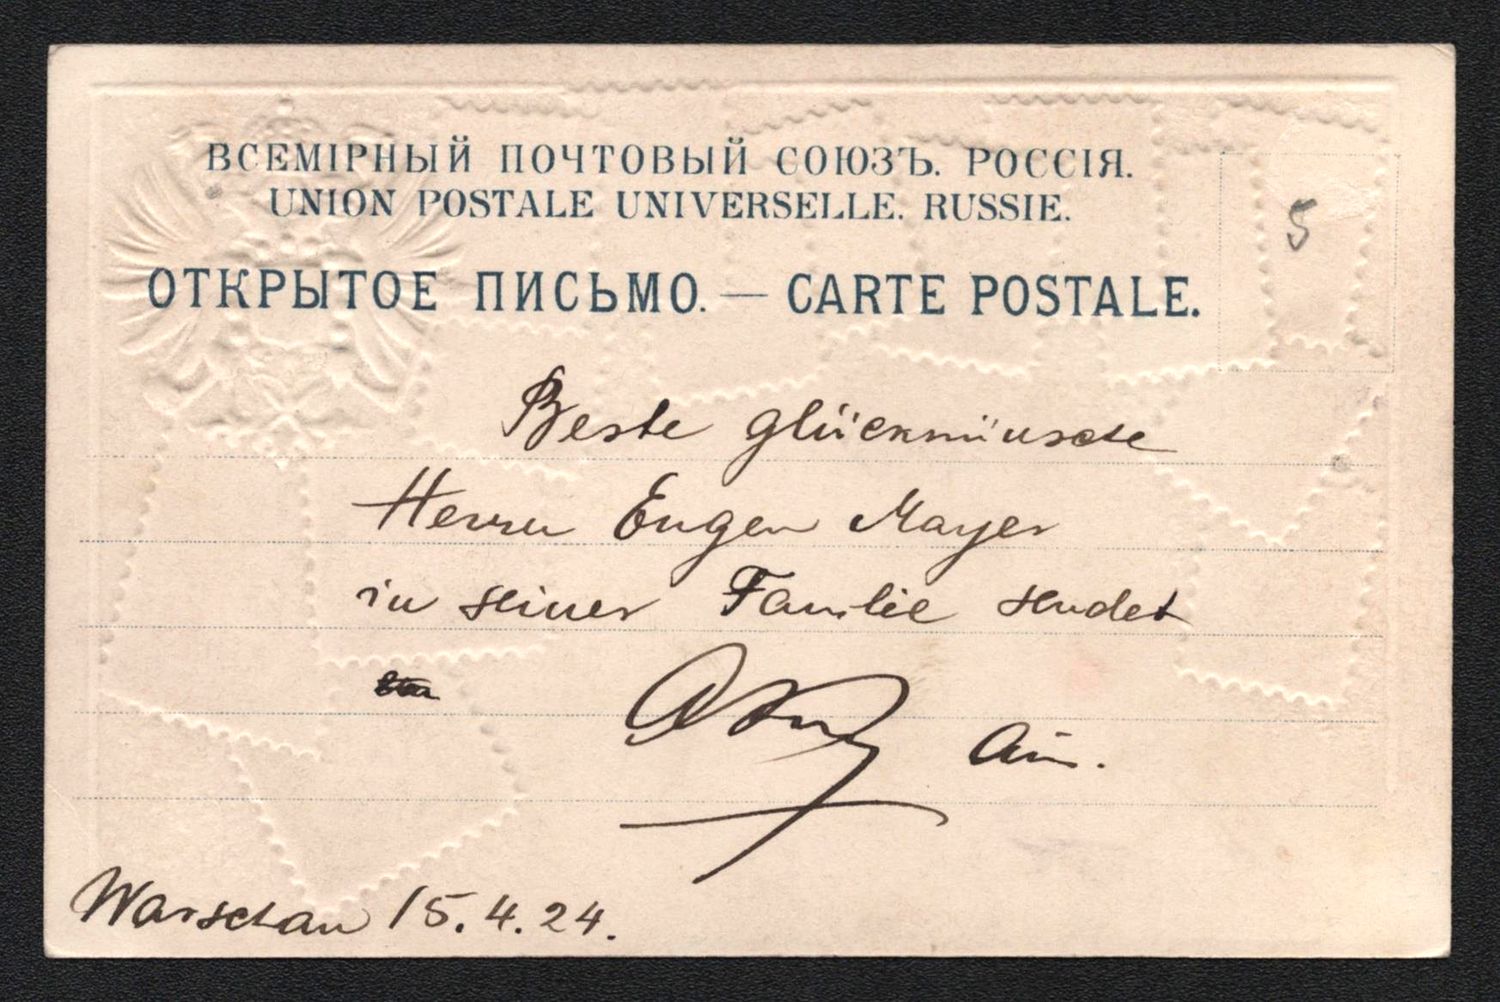 ВСЕМІРНЫЙ ПОЧТОВЫЙ СОЮЗЪ. РОССІЯ.
UNION POSTALE UNIVERSELLE. RUSSIE.
5
ОТКРЫТОЕ ПИСЬМО. — CARTE POSTALE.
Beste glückwünsche
Herrn Eugen Mayer
in seiner Familie sendet
Warschau 15.4.24.